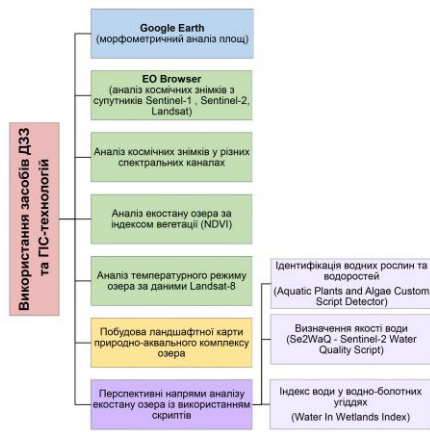 Використання засобів ДЗЗ
та ГІС-технологій
Google Earth
(морфометричний аналіз площ)
EO Browser
(аналіз космічних знімків з
супутників Sentinel-1 , Sentinel-2,
Landsat)
Аналіз космічних знімків у різних
спектральних каналах
Аналіз екостану озера за
індексом вегетації (NDVI)
Аналіз температурного режиму
озера за даними Landsat-8
Побудова ландшафтної карти
природно-аквального комплексу
озера
Перспективні напрями аналізу
екостану озера із використанням
скриптів
Ідентифікація водних рослин та
водоростей
(Aquatic Plants and Algae Custom
Script Detector)
Визначення якості води
(Se2WaQ - Sentinel-2 Water
Quality Script)
Індекс води у водно-болотних
угіддях
(Water In Wetlands Index)